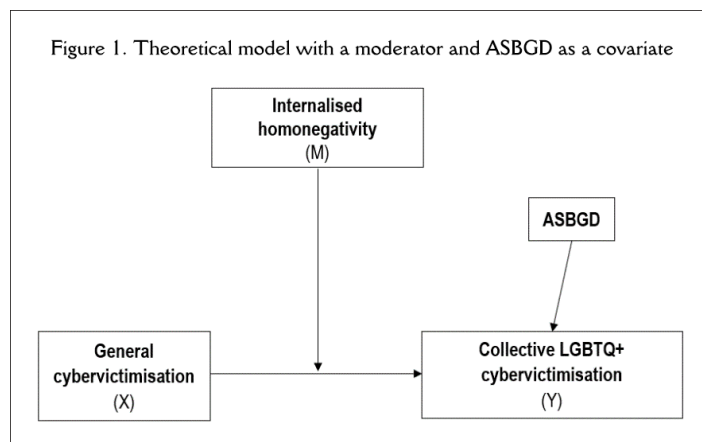 Figure 1. Theoretical model with a moderator and ASBGD as a covariate
Internalised
homonegativity
(M)
ASBGD
General
cybervictimisation
(X)
Collective LGBTQ+
cybervictimisation
(Y)